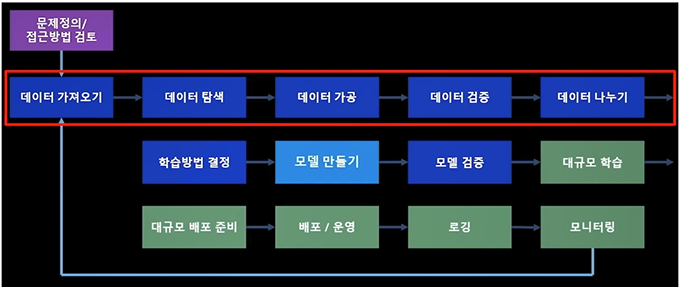 문제정의/
접근방법 검토
데이터 가져오기
데이터 탐색
데이터 가공
데이터 검증
데이터 나누기
학습방법 결정
모델 만들기
모델 검증
대규모 학습
대규모 배포 준비
배포 / 운영
로깅
모니터링